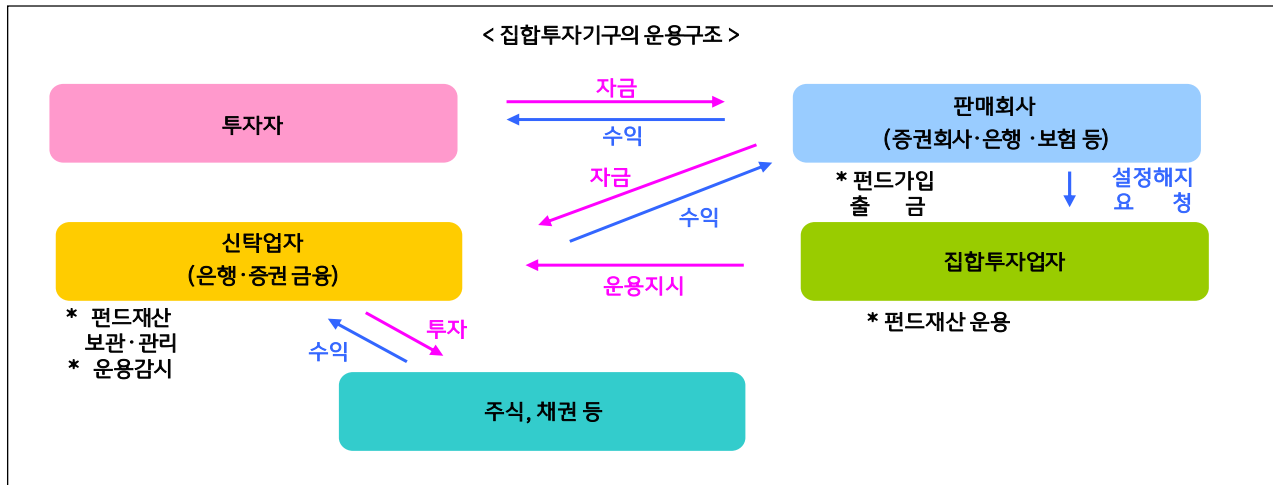 < 집합투자기구의 운용구조 >
투자자
자금
수익
판매회사
(증권회사·은행 ·보험 등)
자금
수익
* 펀드가입
출 금
설정해지
요 청
신탁업자
(은행·증권 금융)
운용지시
집합투자업자
* 펀드재산
보관·관리
* 운용감시
* 펀드재산 운용
수익
투자
주식, 채권 등